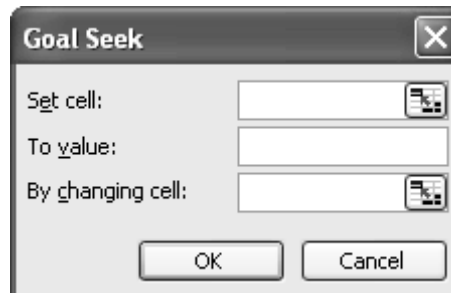 Goal Seek
Set cell:
To value:
By changing cell:
OK Cancel